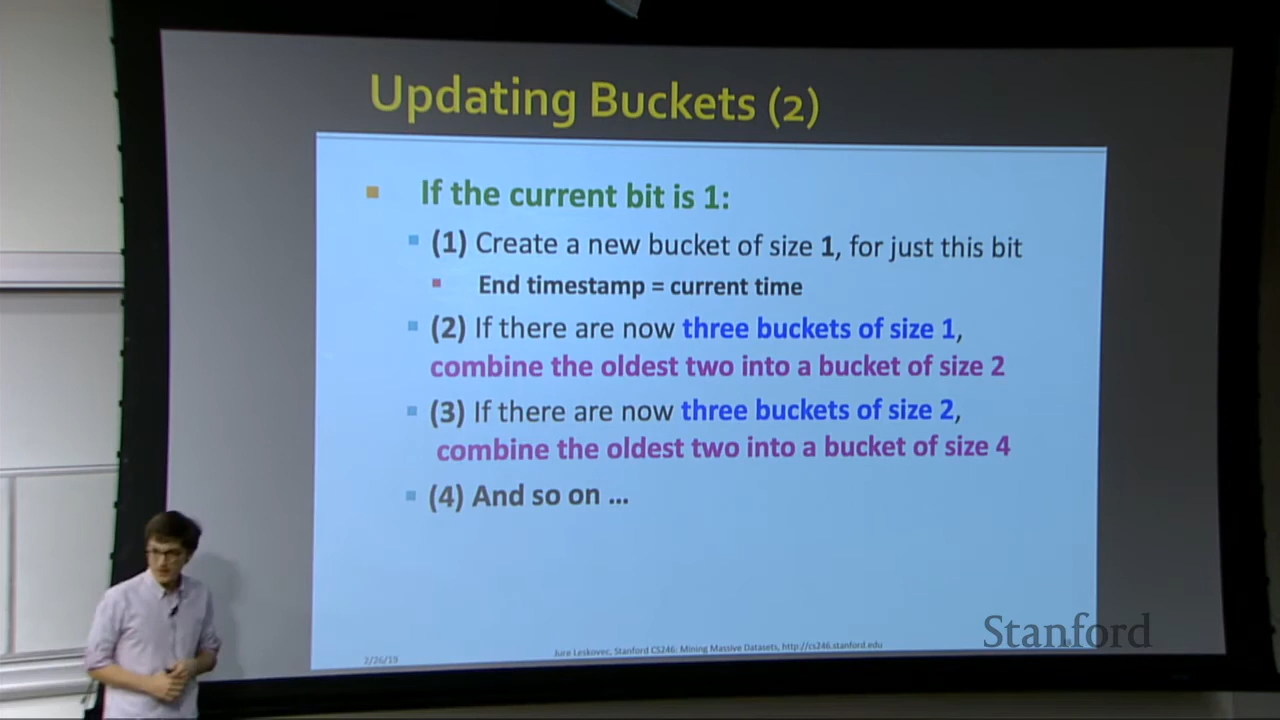 Updating Buckets (2)
If the current bit is 1:
(1) Create a new bucket of size 1, for just this bit
End timestamp = current time
(2) If there are now three buckets of size 1,
combine the oldest two into a bucket of size 2
(3) If there are now three buckets of size 2,
combine the oldest two into a bucket of size 4
(4) And so on ...
Stanford
2/26/19
Jure Leskovec, Stanford CS246: Mining Massive Datasets, http://cs246.stanford.edu